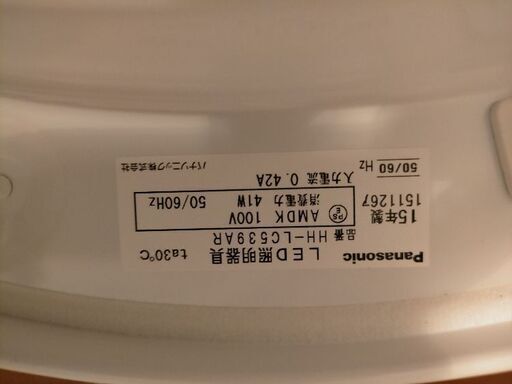 Panasonic LED照明器具 ta30℃
品番 HH-LC539AR
15年製
1511267
PSE AMDK 100V
消費電力 41W 50/60Hz
入力電流 0.42A
50/60 Hz
パナソニック株式会社